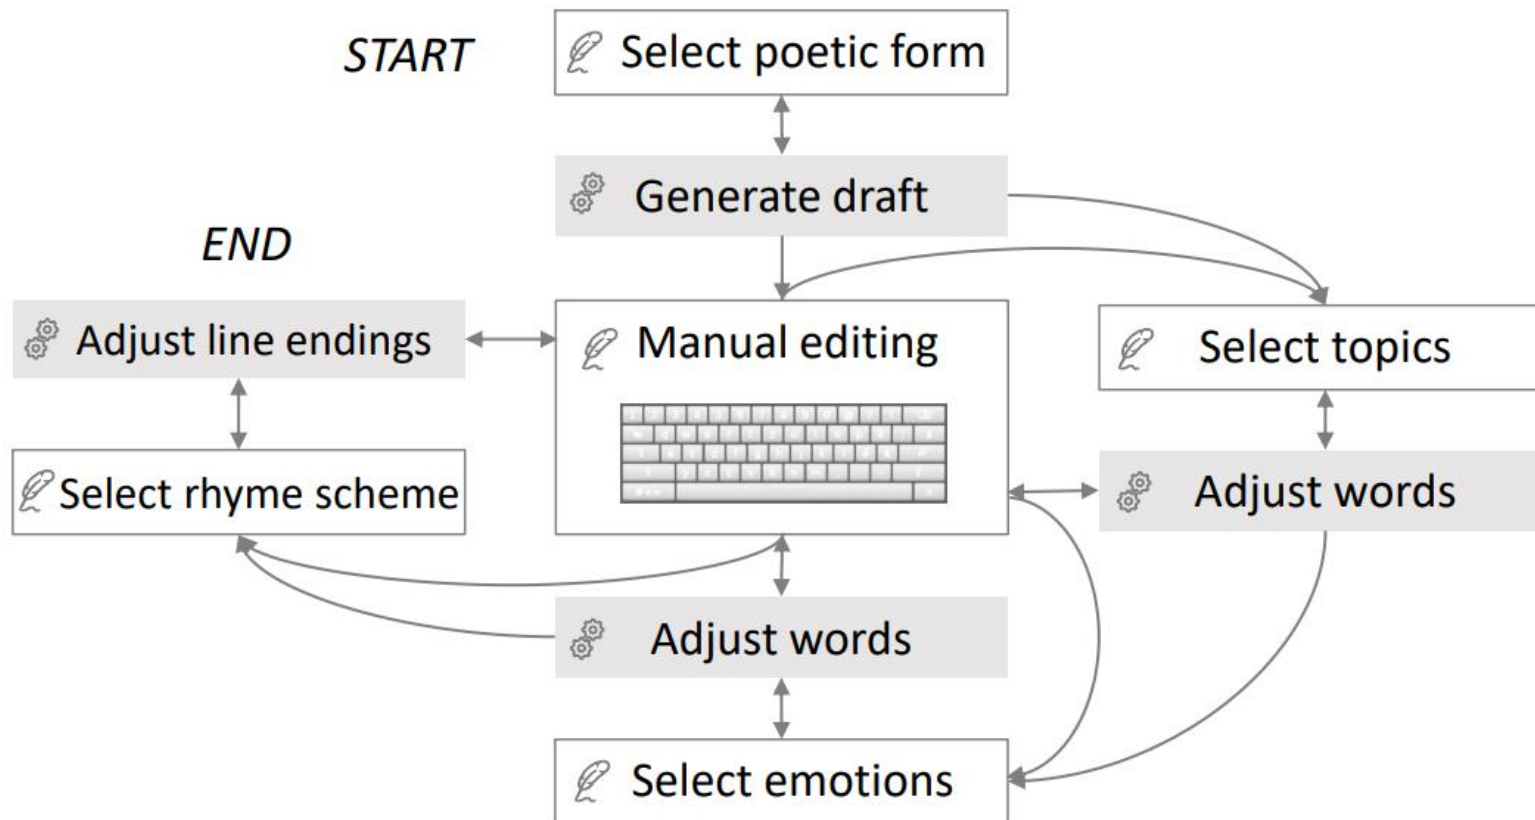 START
Select poetic form
Generate draft
END
Adjust line endings
Manual editing
Select topics
Select rhyme scheme
Adjust words
Adjust words
Select emotions